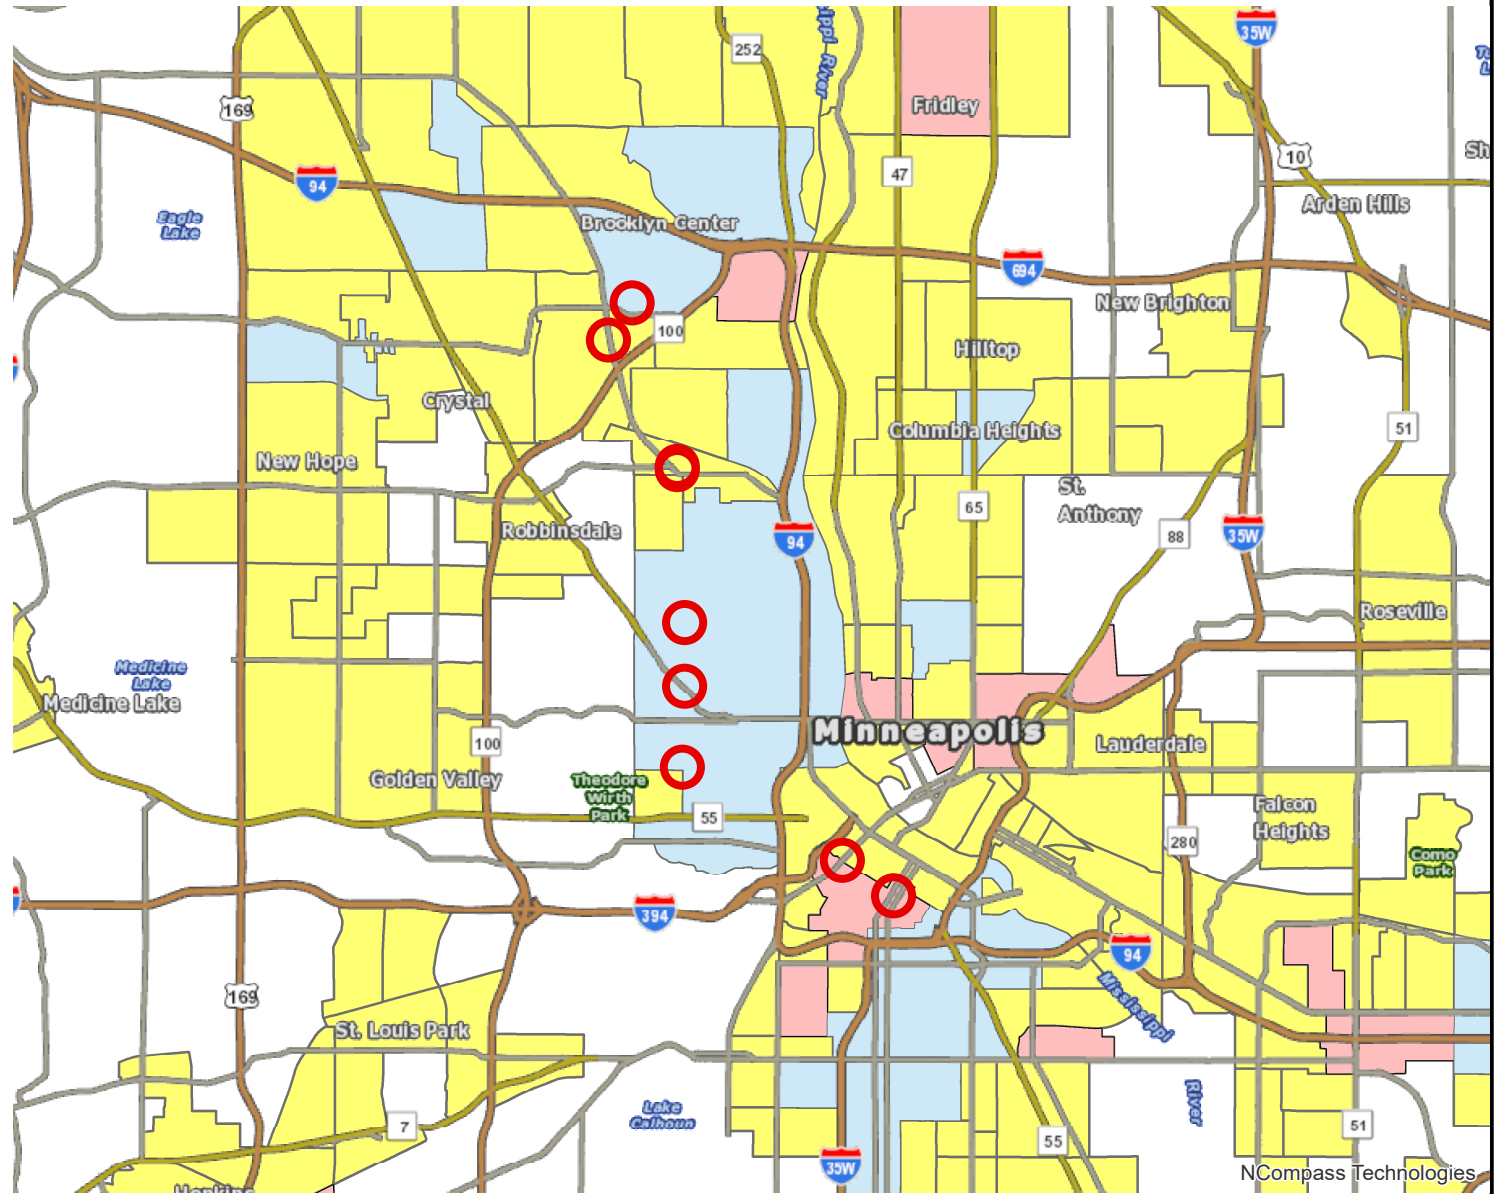 35W
252
ippi River
169
Fridley
10
Sh
94
47
Arden Hills
Eagle
Lake
Brooklyn Center
694
New Brighton
100
Hilltop
Crystal
51
Columbia Heights
New Hope
St.
Anthony
65
Robbinsdale
94
88
35W
Roseville
Medicine
Lake
Medicine Lake
Minneapolis
100
Lauderdale
Golden Valley
Theodore
Wirth
Park
55
Falcon
Heights
280
Como
Park
394
94
169
Mississippi
St. Louis Park
River
Lake
Calhoun
7
51
55
35W
NCompass Technologies
Hopkins